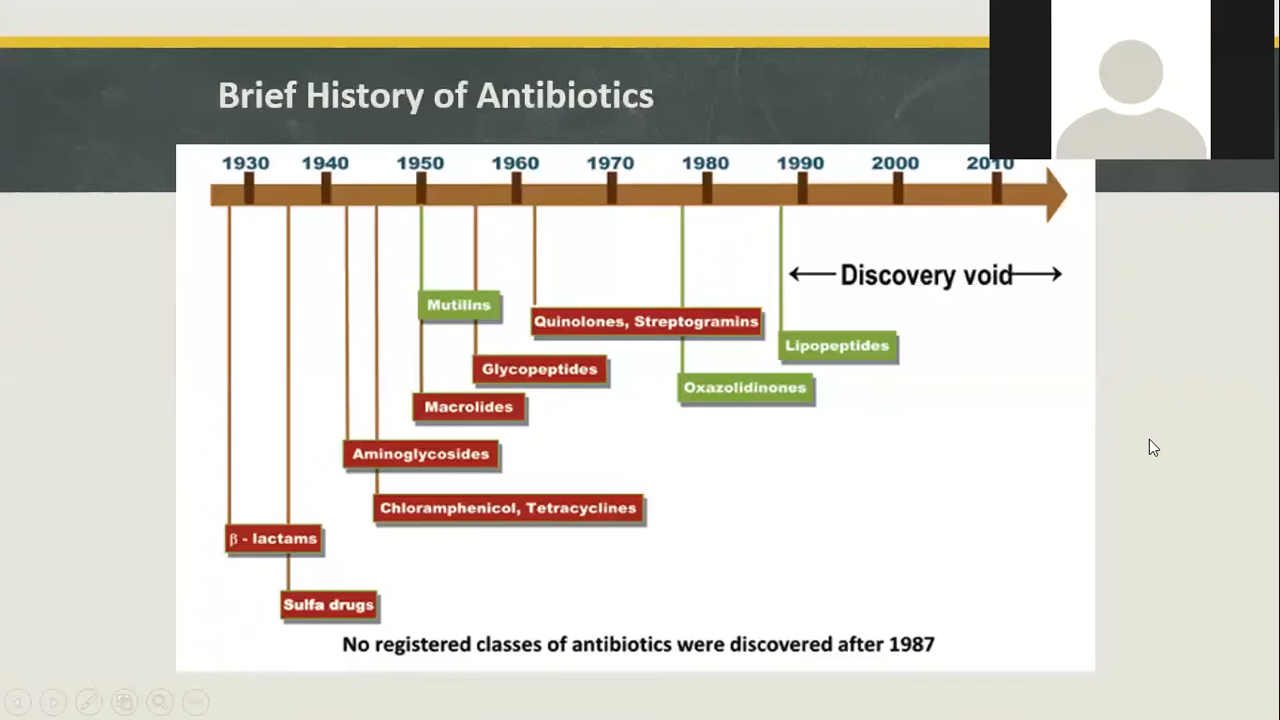 Brief History of Antibiotics
1930 1940 1950 1960 1970 1980 1990 2000 2010
Discovery void
Mutilins
Quinolones, Streptogramins
Lipopeptides
Glycopeptides
Oxazolidinones
Macrolides
Aminoglycosides
Chloramphenicol, Tetracyclines
β - lactams
Sulfa drugs
No registered classes of antibiotics were discovered after 1987